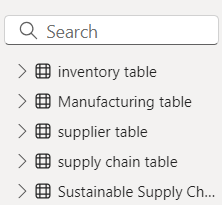 Search
inventory table
Manufacturing table
supplier table
supply chain table
Sustainable Supply Ch...